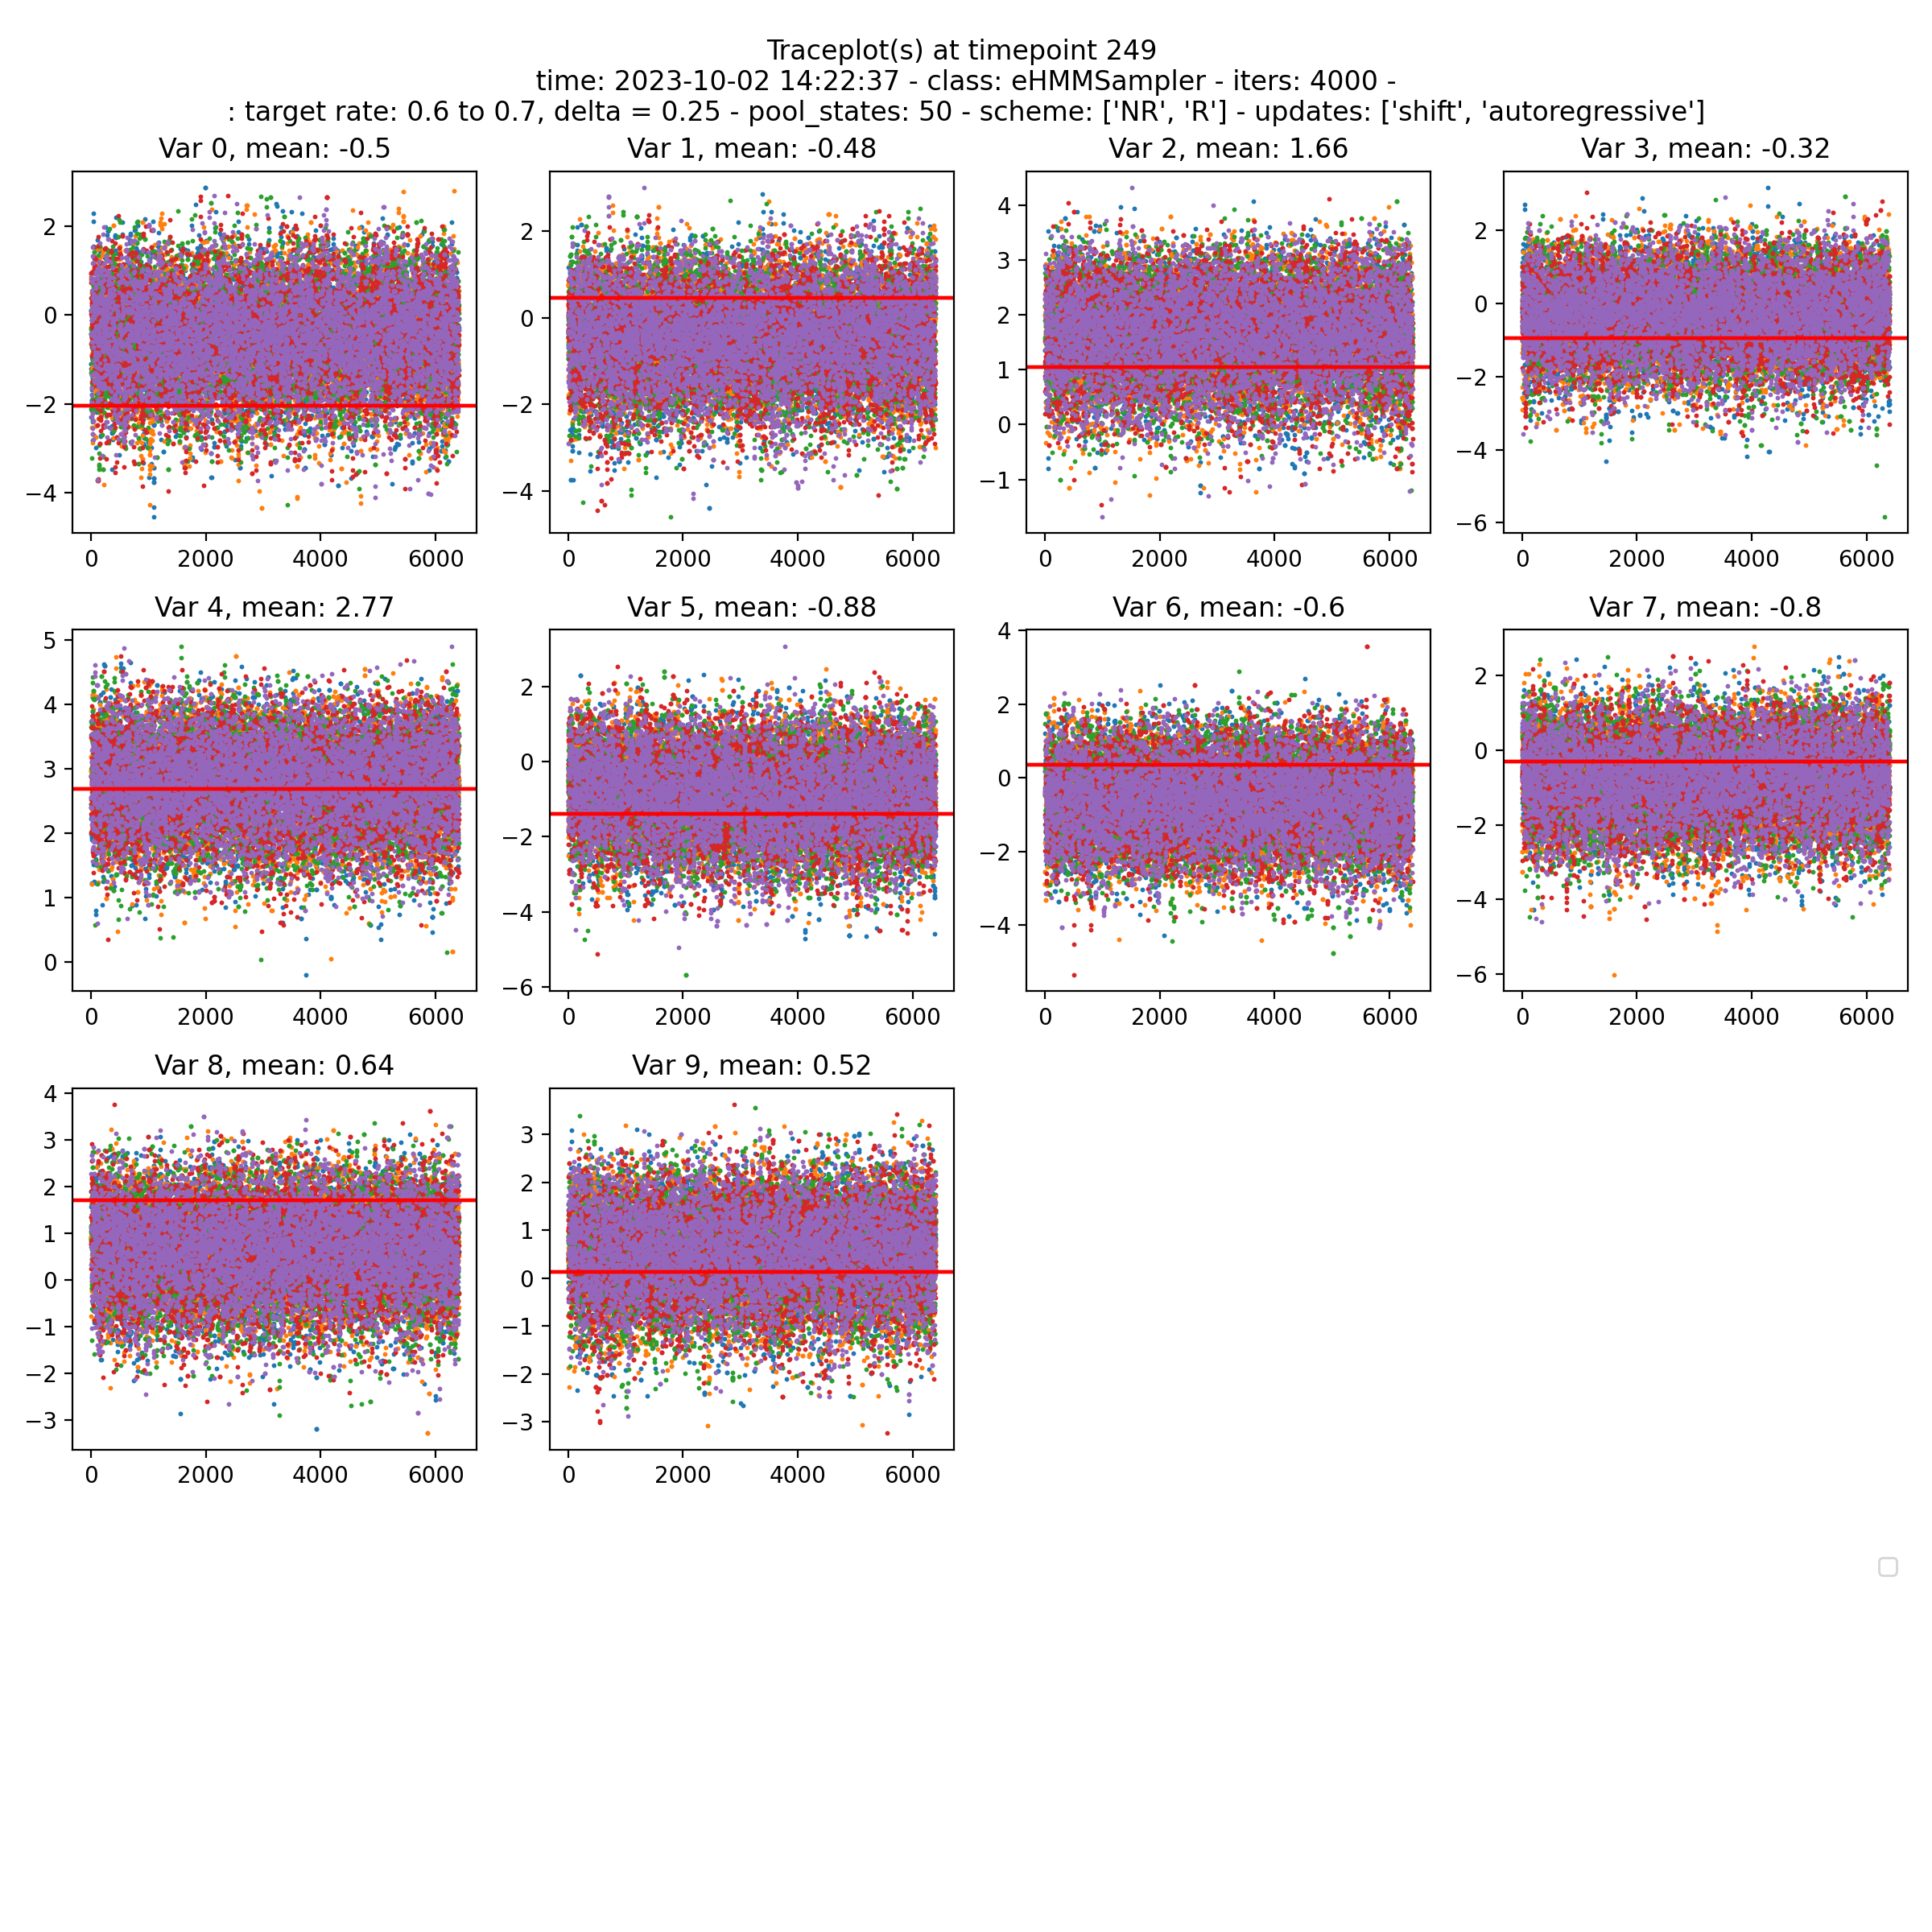 Traceplot(s) at timepoint 249
time: 2023-10-02 14:22:37 - class: eHMMSampler - iters: 4000 -
: target rate: 0.6 to 0.7, delta = 0.25 - pool_states: 50 - scheme: ['NR', 'R'] - updates: ['shift', 'autoregressive']
Var 0, mean: -0.5
2
0
−2
−4
0 2000 4000 6000
Var 1, mean: -0.48
2
0
−2
−4
0 2000 4000 6000
Var 2, mean: 1.66
4
3
2
1
0
−1
0 2000 4000 6000
Var 3, mean: -0.32
2
0
−2
−4
−6
0 2000 4000 6000
Var 4, mean: 2.77
5
4
3
2
1
0
0 2000 4000 6000
Var 5, mean: -0.88
2
0
−2
−4
−6
0 2000 4000 6000
Var 6, mean: -0.6
4
2
0
−2
−4
0 2000 4000 6000
Var 7, mean: -0.8
2
0
−2
−4
−6
0 2000 4000 6000
Var 8, mean: 0.64
4
3
2
1
0
−1
−2
−3
0 2000 4000 6000
Var 9, mean: 0.52
3
2
1
0
−1
−2
−3
0 2000 4000 6000